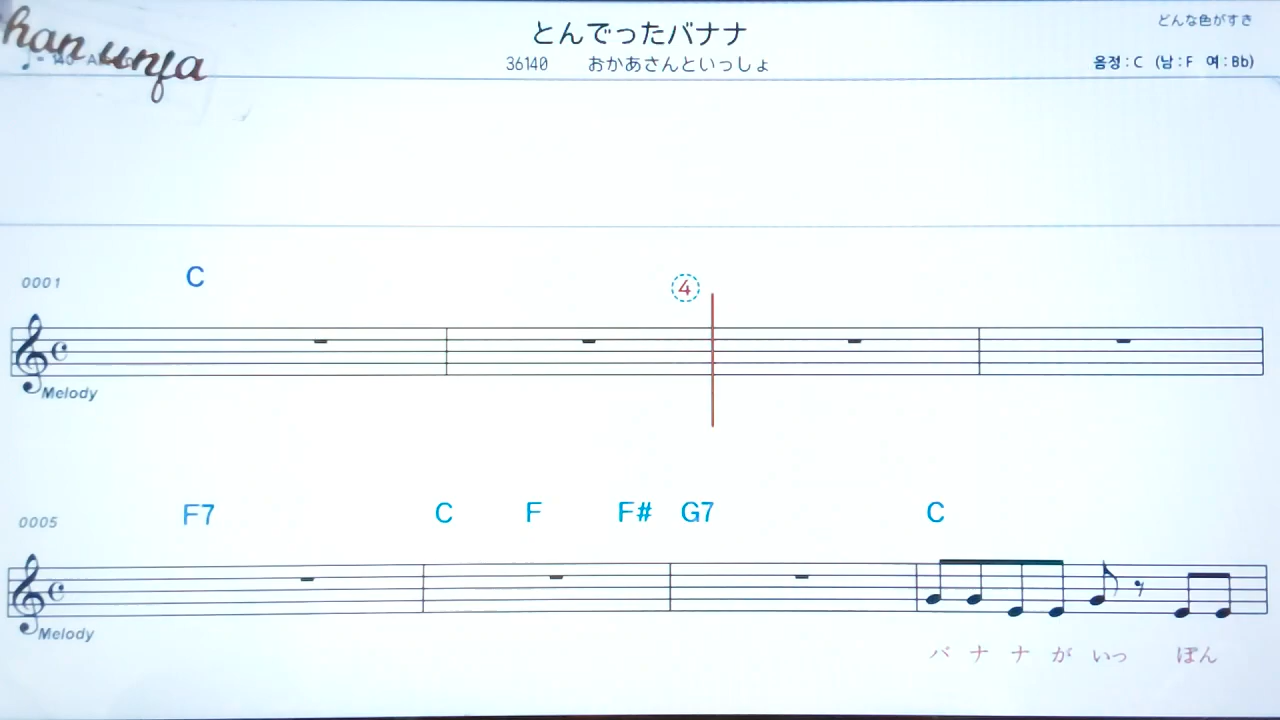 han unfa
どんな色がすき
とんでったバナナ
36140 おかあさんといっしょ
음정:C (남:F 여:Bb)
0001 C
4
Melody
0005 F7 C F F# G7 C
Melody
バ ナ ナ が いっ ぽん